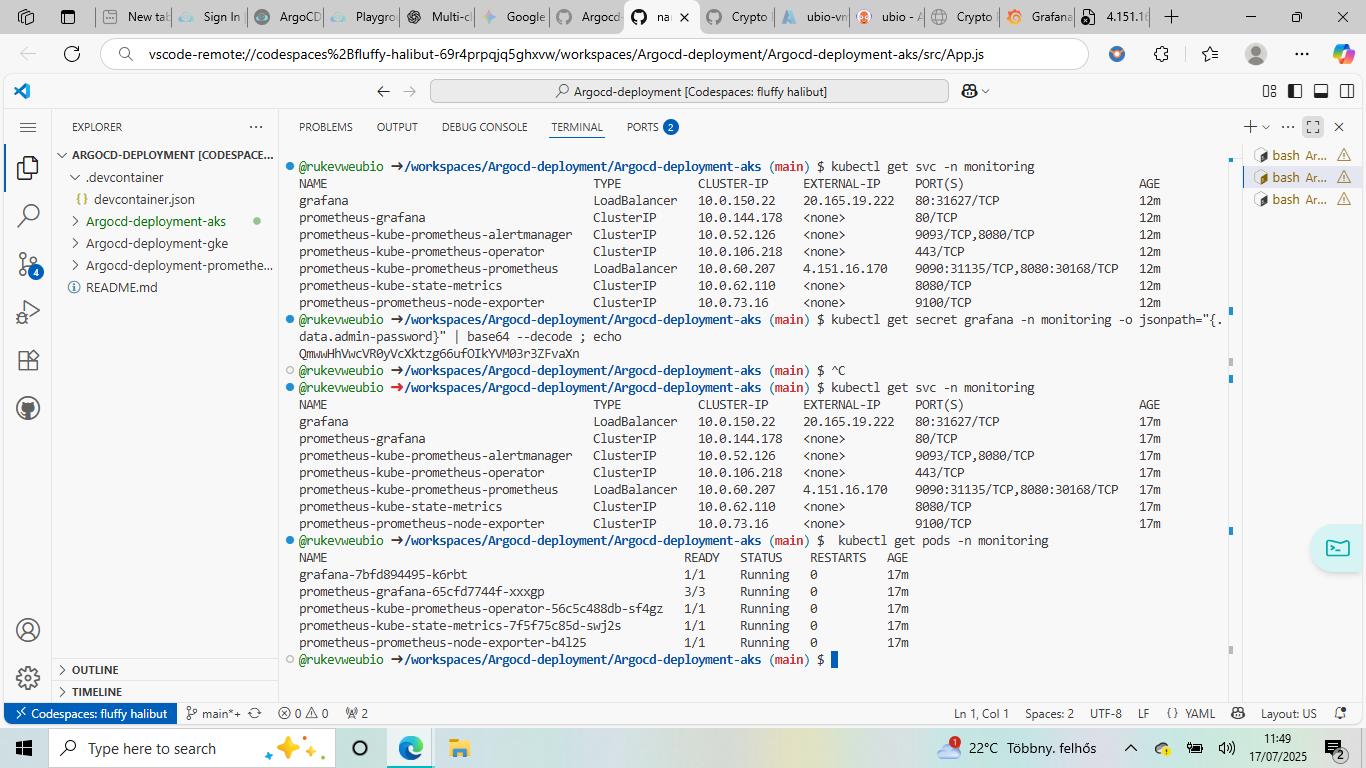 New tab
Sign In
ArgoCD
Playgro
Multi-cl
Google
Argocd-
na
Crypto
ubio-vn
ubio - A
Crypto
Grafana
4.151.16
vscode-remote://codespaces%2Bfluffy-halibut-69r4prpqjq5ghxvw/workspaces/Argocd-deployment/Argocd-deployment-aks/src/App.js
Argocd-deployment [Codespaces: fluffy halibut]
EXPLORER
PROBLEMS OUTPUT DEBUG CONSOLE TERMINAL PORTS 2
ARGOCD-DEPLOYMENT [CODESPACE...
.devcontainer
{} devcontainer.json
Argocd-deployment-aks
Argocd-deployment-gke
Argocd-deployment-promethe...
README.md
4
OUTLINE
TIMELINE
@rukevweubio ➜/workspaces/Argocd-deployment/Argocd-deployment-aks (main) $ kubectl get svc -n monitoring
NAME TYPE CLUSTER-IP EXTERNAL-IP PORT(S) AGE
grafana LoadBalancer 10.0.150.22 20.165.19.222 80:31627/TCP 12m
prometheus-grafana ClusterIP 10.0.144.178 <none> 80/TCP 12m
prometheus-kube-prometheus-alertmanager ClusterIP 10.0.52.126 <none> 9093/TCP,8080/TCP 12m
prometheus-kube-prometheus-operator ClusterIP 10.0.106.218 <none> 443/TCP 12m
prometheus-kube-prometheus-prometheus LoadBalancer 10.0.60.207 4.151.16.170 9090:31135/TCP,8080:30168/TCP 12m
prometheus-kube-state-metrics ClusterIP 10.0.62.110 <none> 8080/TCP 12m
prometheus-prometheus-node-exporter ClusterIP 10.0.73.16 <none> 9100/TCP 12m
@rukevweubio ➜/workspaces/Argocd-deployment/Argocd-deployment-aks (main) $ kubectl get secret grafana -n monitoring -o jsonpath="{.
data.admin-password}" | base64 --decode ; echo
QmwwHhVwcVR0yVcXktzg66ufOIkYVM03r3ZFvaXn
@rukevweubio ➜/workspaces/Argocd-deployment/Argocd-deployment-aks (main) $ ^C
@rukevweubio ➜/workspaces/Argocd-deployment/Argocd-deployment-aks (main) $ kubectl get svc -n monitoring
NAME TYPE CLUSTER-IP EXTERNAL-IP PORT(S) AGE
grafana LoadBalancer 10.0.150.22 20.165.19.222 80:31627/TCP 17m
prometheus-grafana ClusterIP 10.0.144.178 <none> 80/TCP 17m
prometheus-kube-prometheus-alertmanager ClusterIP 10.0.52.126 <none> 9093/TCP,8080/TCP 17m
prometheus-kube-prometheus-operator ClusterIP 10.0.106.218 <none> 443/TCP 17m
prometheus-kube-prometheus-prometheus LoadBalancer 10.0.60.207 4.151.16.170 9090:31135/TCP,8080:30168/TCP 17m
prometheus-kube-state-metrics ClusterIP 10.0.62.110 <none> 8080/TCP 17m
prometheus-prometheus-node-exporter ClusterIP 10.0.73.16 <none> 9100/TCP 17m
@rukevweubio ➜/workspaces/Argocd-deployment/Argocd-deployment-aks (main) $ kubectl get pods -n monitoring
NAME READY STATUS RESTARTS AGE
grafana-7bfd894495-k6rbt 1/1 Running 0 17m
prometheus-grafana-65cfd7744f-xxxgp 3/3 Running 0 17m
prometheus-kube-prometheus-operator-56c5c488db-sf4gz 1/1 Running 0 17m
prometheus-kube-state-metrics-7f5f75c85d-swj2s 1/1 Running 0 17m
prometheus-prometheus-node-exporter-b4l25 1/1 Running 0 17m
@rukevweubio ➜/workspaces/Argocd-deployment/Argocd-deployment-aks (main) $
bash Ar...
bash Ar...
bash Ar...
Codespaces: fluffy halibut main*+ 0 0 2 Ln 1, Col 1 Spaces: 2 UTF-8 LF {} YAML Layout: US
Type here to search
1
22°C Többny. felhős
11:49
17/07/2025
2